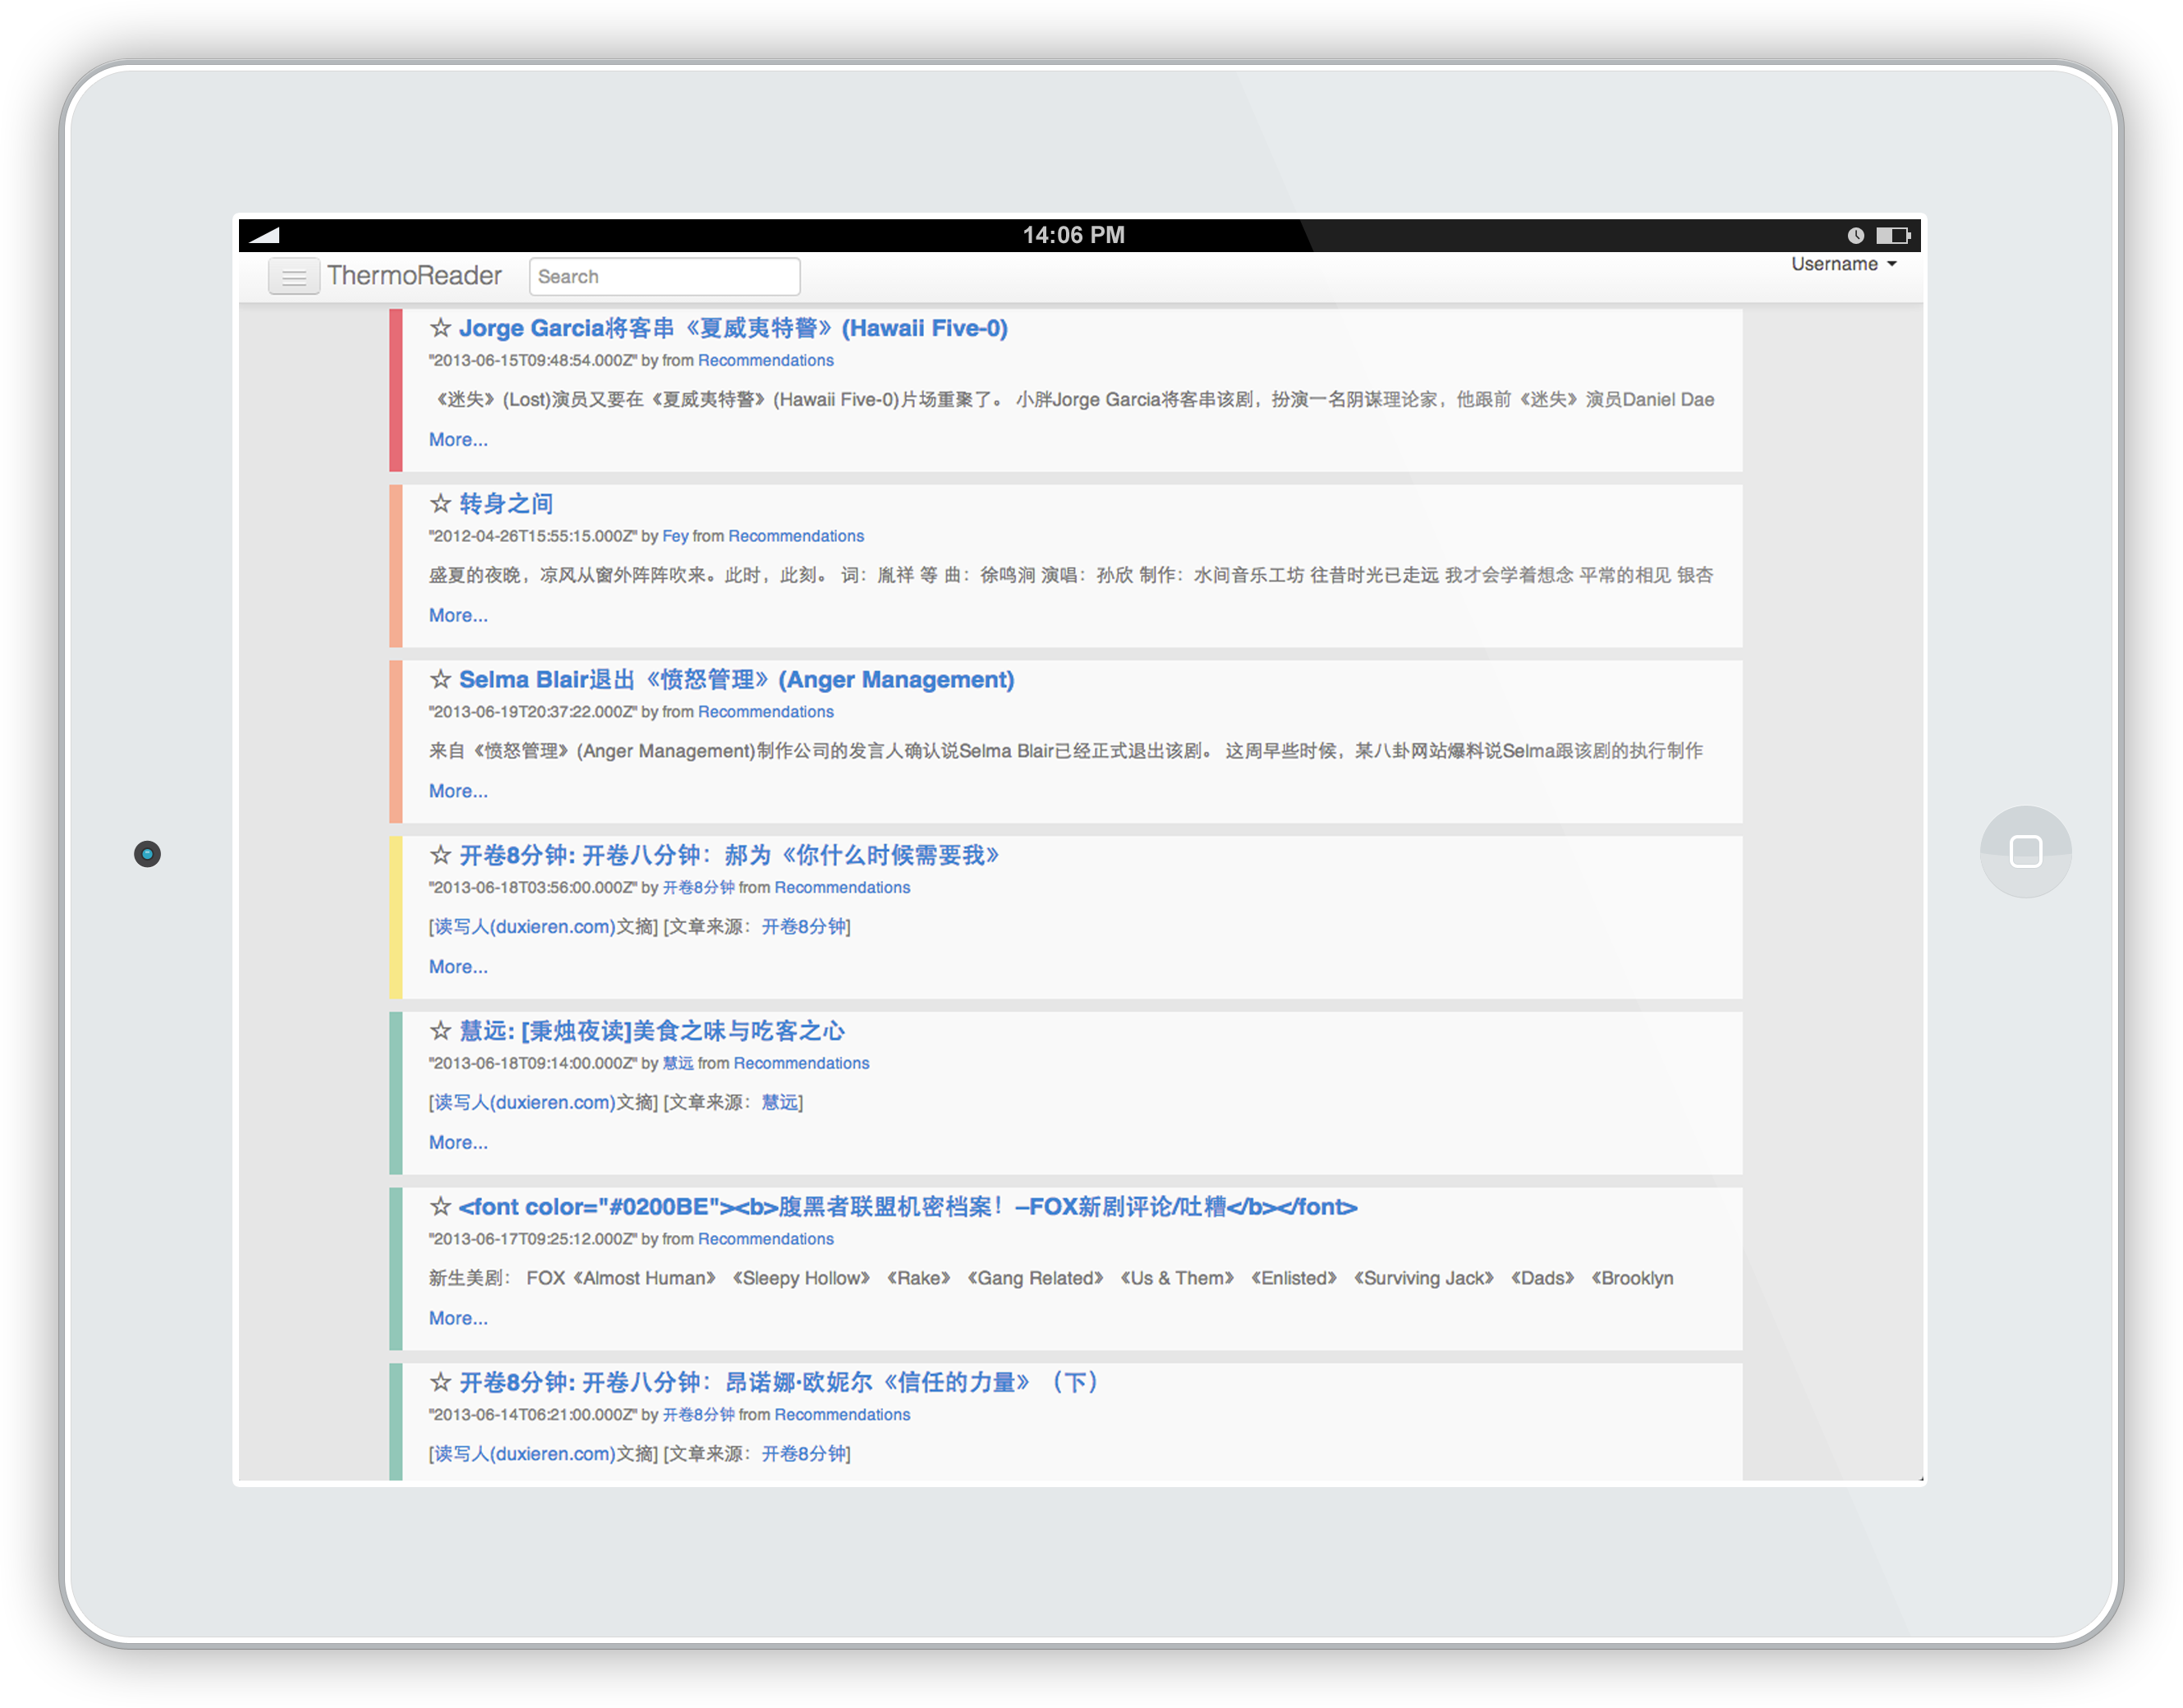 14:06 PM
ThermoReader Search Username
☆ Jorge Garcia将客串《夏威夷特警》(Hawaii Five-0)
"2013-06-15T09:48:54.000Z" by from Recommendations
《迷失》(Lost)演员又要在《夏威夷特警》(Hawaii Five-0)片场重聚了。 小胖Jorge Garcia将客串该剧，扮演一名阴谋理论家，他跟前《迷失》演员Daniel Dae
More...
☆ 转身之间
"2012-04-26T15:55:15.000Z" by Fey from Recommendations
盛夏的夜晚，凉风从窗外阵阵吹来。此时，此刻。 词：胤祥 等 曲：徐鸣涧 演唱：孙欣 制作：水间音乐工坊 往昔时光已走远 我才会学着想念 平常的相见 银杏
More...
☆ Selma Blair退出《愤怒管理》(Anger Management)
"2013-06-19T20:37:22.000Z" by from Recommendations
来自《愤怒管理》(Anger Management)制作公司的发言人确认说Selma Blair已经正式退出该剧。 这周早些时候，某八卦网站爆料说Selma跟该剧的执行制作
More...
☆ 开卷8分钟: 开卷八分钟：郝为《你什么时候需要我》
"2013-06-18T03:56:00.000Z" by 开卷8分钟 from Recommendations
[读写人(duxieren.com)文摘] [文章来源：开卷8分钟]
More...
☆ 慧远: [秉烛夜读]美食之味与吃客之心
"2013-06-18T09:14:00.000Z" by 慧远 from Recommendations
[读写人(duxieren.com)文摘] [文章来源：慧远]
More...
☆ <font color="#0200BE"><b>腹黑者联盟机密档案！–FOX新剧评论/吐糟</b></font>
"2013-06-17T09:25:12.000Z" by from Recommendations
新生美剧： FOX《Almost Human》 《Sleepy Hollow》 《Rake》 《Gang Related》 《Us & Them》 《Enlisted》 《Surviving Jack》 《Dads》 《Brooklyn
More...
☆ 开卷8分钟: 开卷八分钟：昂诺娜·欧妮尔《信任的力量》（下）
"2013-06-14T06:21:00.000Z" by 开卷8分钟 from Recommendations
[读写人(duxieren.com)文摘] [文章来源：开卷8分钟]